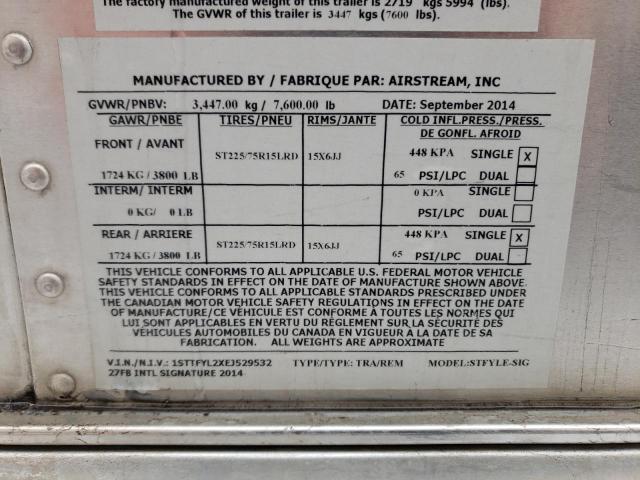 The factory manufactured weight of this trailer is 2719 kgs 5994 (lbs).
The GVWR of this trailer is 3447 kgs (7600 lbs).
MANUFACTURED BY / FABRIQUE PAR: AIRSTREAM, INC
GVWR/PNBV: 3,447.00 kg / 7,600.00 lb DATE: September 2014
GAWR/PNBE TIRES/PNEU RIMS/JANTE COLD INFL.PRESS./PRESS.
DE GONFL. AFROID
FRONT / AVANT ST225/75R15LRD 15X6JJ 448 KPA SINGLE X
1724 KG / 3800 LB 65 PSI/LPC DUAL
INTERM/ INTERM 0 KPA SINGLE
0 KG/ 0 LB PSI/LPC DUAL
REAR / ARRIERE ST225/75R15LRD 15X6JJ 448 KPA SINGLE X
1724 KG / 3800 LB 65 PSI/LPC DUAL
THIS VEHICLE CONFORMS TO ALL APPLICABLE U.S. FEDERAL MOTOR VEHICLE
SAFETY STANDARDS IN EFFECT ON THE DATE OF MANUFACTURE SHOWN ABOVE.
THIS VEHICLE CONFORMS TO ALL APPLICABLE STANDARDS PRESCRIBED UNDER
THE CANADIAN MOTOR VEHICLE SAFETY REGULATIONS IN EFFECT ON THE DATE
OF MANUFACTURE/CE VÉHICULE EST CONFORME À TOUTES LES NORMES QUI
LUI SONT APPLICABLES EN VERTU DU RÈGLEMENT SUR LA SÉCURITÉ DES
VÉHICULES AUTOMOBILES DU CANADA EN VIGUEUR À LA DATE DE SA
FABRICATION. ALL WEIGHTS ARE APPROXIMATE
V.I.N./N.I.V.: 1STTFYL2XEJ529532 TYPE/TYPE: TRA/REM MODEL:STFYLE-SIG
27FB INTL SIGNATURE 2014